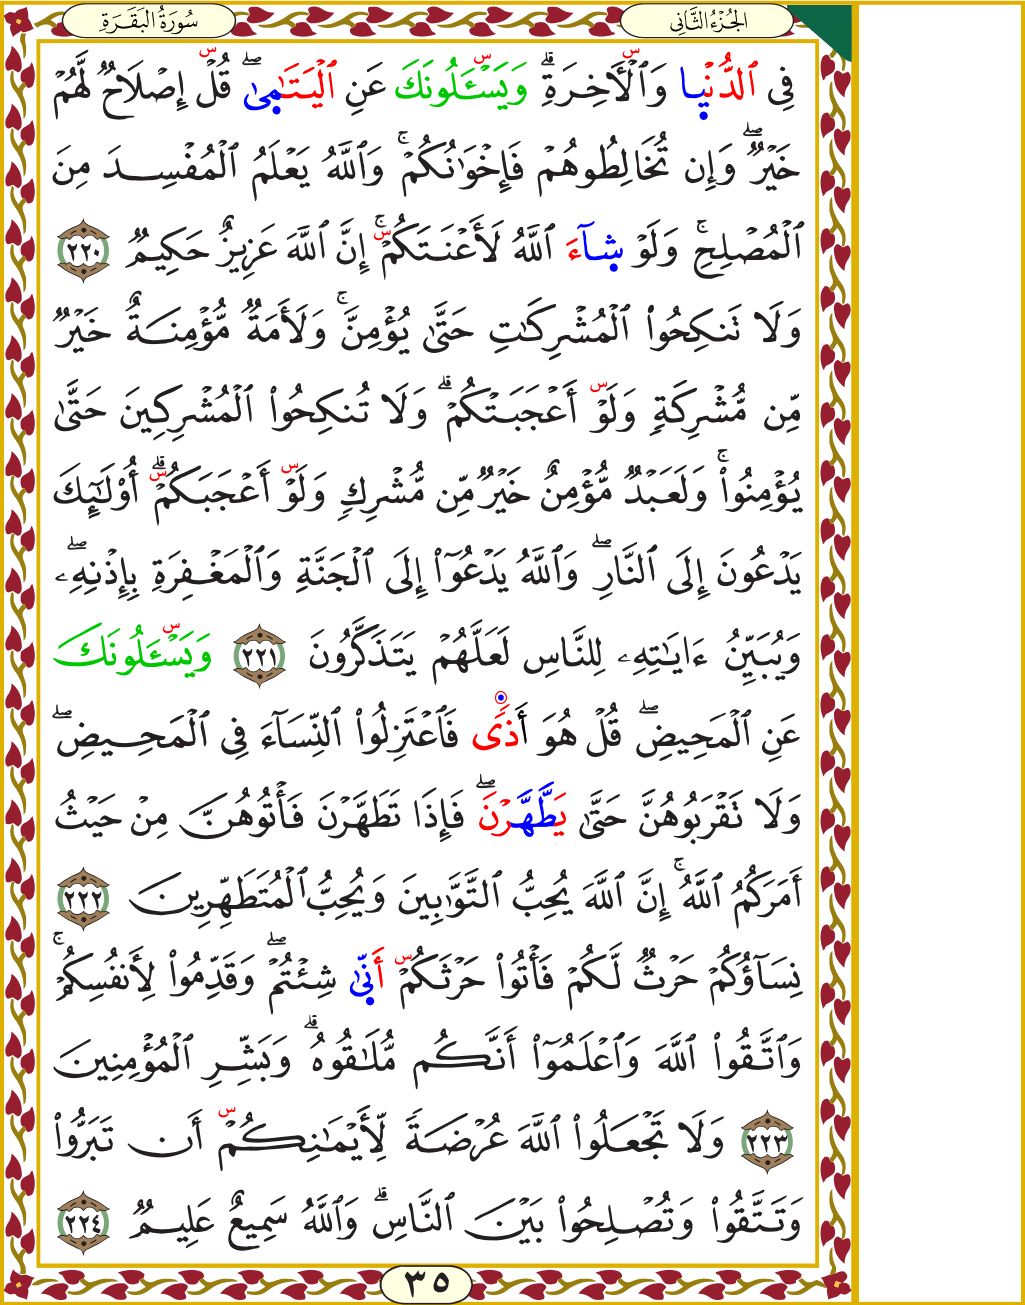 الجُزْءُ الثَّانِي
سُورَةُ البَقَرَةِ
فِي ٱلدُّنۡيَا وَٱلۡأٓخِرَةِۗ وَيَسۡـَٔلُونَكَ عَنِ ٱلۡيَتَٰمَىٰۖ قُلۡ إِصۡلَاحٞ لَّهُمۡ
خَيۡرٞۖ وَإِن تُخَالِطُوهُمۡ فَإِخۡوَٰنُكُمۡۚ وَٱللَّهُ يَعۡلَمُ ٱلۡمُفۡسِدَ مِنَ
ٱلۡمُصۡلِحِۚ وَلَوۡ شَآءَ ٱللَّهُ لَأَعۡنَتَكُمۡۚ إِنَّ ٱللَّهَ عَزِيزٌ حَكِيمٞ ٢٢٠
وَلَا تَنكِحُواْ ٱلۡمُشۡرِكَٰتِ حَتَّىٰ يُؤۡمِنَّۚ وَلَأَمَةٞ مُّؤۡمِنَةٌ خَيۡرٞ
مِّن مُّشۡرِكَةٖ وَلَوۡ أَعۡجَبَتۡكُمۡۗ وَلَا تُنكِحُواْ ٱلۡمُشۡرِكِينَ حَتَّىٰ
يُؤۡمِنُواْۚ وَلَعَبۡدٞ مُّؤۡمِنٌ خَيۡرٞ مِّن مُّشۡرِكٖ وَلَوۡ أَعۡجَبَكُمۡۗ أُوْلَٰٓئِكَ
يَدۡعُونَ إِلَى ٱلنَّارِۖ وَٱللَّهُ يَدۡعُوٓاْ إِلَى ٱلۡجَنَّةِ وَٱلۡمَغۡفِرَةِ بِإِذۡنِهِۦۖ
وَيُبَيِّنُ ءَايَٰتِهِۦ لِلنَّاسِ لَعَلَّهُمۡ يَتَذَكَّرُونَ ٢٢١ وَيَسۡـَٔلُونَكَ
عَنِ ٱلۡمَحِيضِۖ قُلۡ هُوَ أَذٗى فَٱعۡتَزِلُواْ ٱلنِّسَآءَ فِي ٱلۡمَحِيضِۖ
وَلَا تَقۡرَبُوهُنَّ حَتَّىٰ يَطَّهَّرۡنَۖ فَإِذَا تَطَهَّرۡنَ فَأۡتُوهُنَّ مِنۡ حَيۡثُ
أَمَرَكُمُ ٱللَّهُۚ إِنَّ ٱللَّهَ يُحِبُّ ٱلتَّوَّٰبِينَ وَيُحِبُّ ٱلۡمُتَطَهِّرِينَ ٢٢٢
نِسَآؤُكُمۡ حَرۡثٞ لَّكُمۡ فَأۡتُواْ حَرۡثَكُمۡ أَنَّىٰ شِئۡتُمۡۖ وَقَدِّمُواْ لِأَنفُسِكُمۡۚ
وَٱتَّقُواْ ٱللَّهَ وَٱعۡلَمُوٓاْ أَنَّكُم مُّلَٰقُوهُۗ وَبَشِّرِ ٱلۡمُؤۡمِنِينَ
٢٢٣ وَلَا تَجۡعَلُواْ ٱللَّهَ عُرۡضَةٗ لِّأَيۡمَٰنِكُمۡ أَن تَبَرُّواْ
وَتَتَّقُواْ وَتُصۡلِحُواْ بَيۡنَ ٱلنَّاسِۗ وَٱللَّهُ سَمِيعٌ عَلِيمٞ ٢٢٤
٣٥